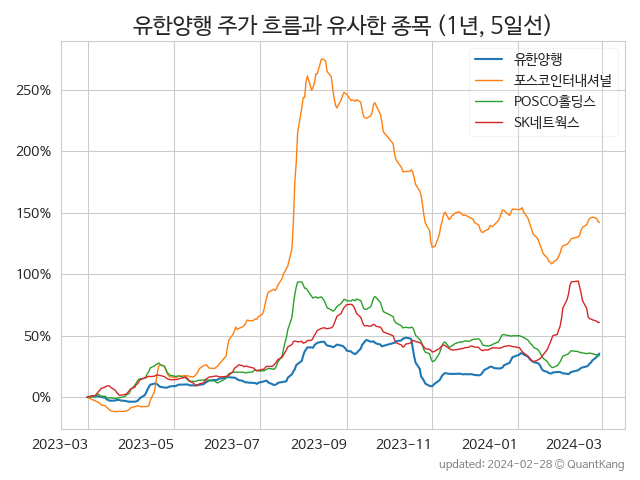 유한양행 주가 흐름과 유사한 종목 (1년, 5일선)
유한양행
포스코인터내셔널
POSCO홀딩스
SK네트웍스
250%
200%
150%
100%
50%
0%
2023-03
2023-05
2023-07
2023-09
2023-11
2024-01
2024-03
updated: 2024-02-28 © QuantKang